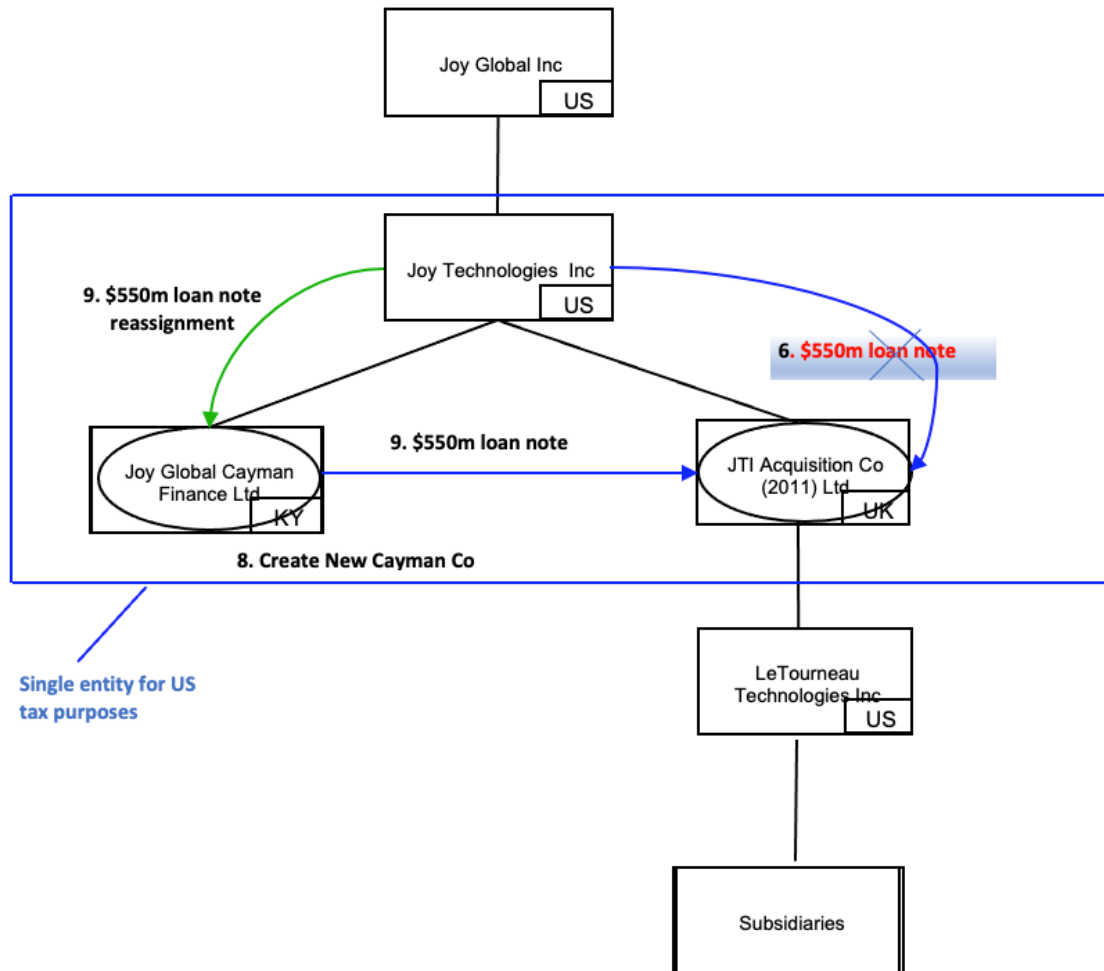 Joy Global Inc
US
Joy Technologies Inc
US
9. $550m loan note
reassignment
6. $550m loan note
Joy Global Cayman
Finance Ltd
KY
9. $550m loan note
JTI Acquisition Co
(2011) Ltd
UK
8. Create New Cayman Co
Single entity for US
tax purposes
LeTourneau
Technologies Inc
US
Subsidiaries